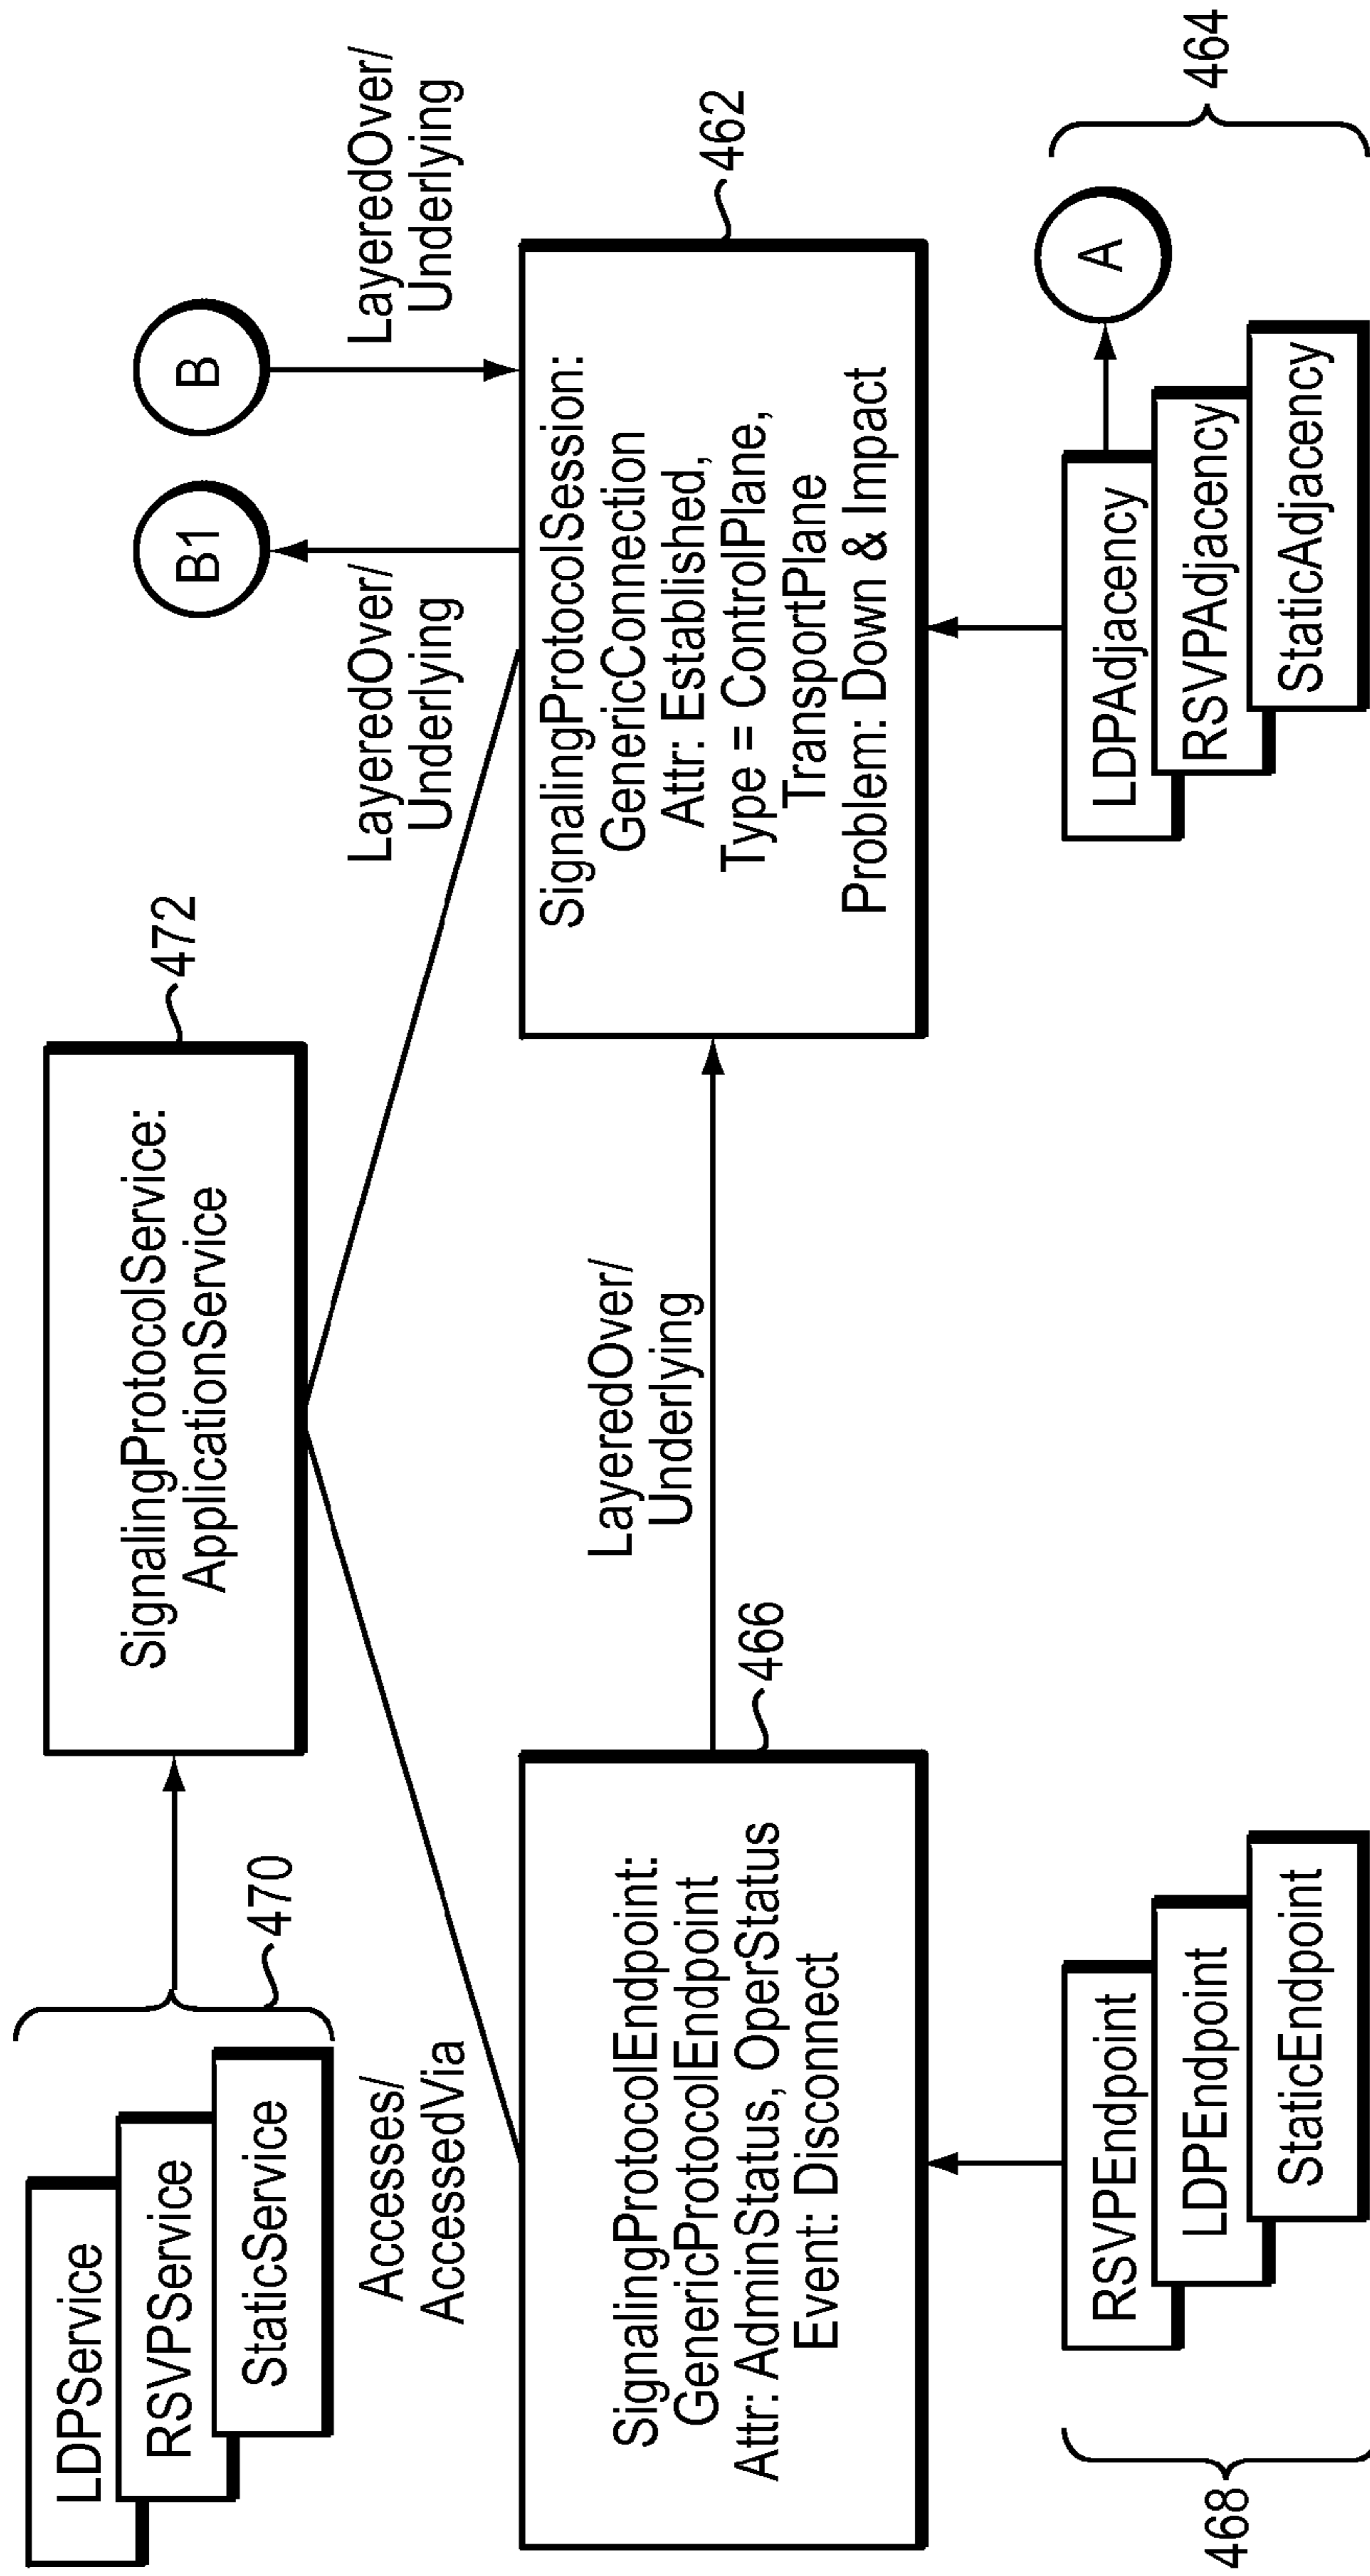 LDPService
RSVPService
StaticService
470
SignalingProtocolService:
ApplicationService
472
B1
B
LayeredOver/
Underlying
LayeredOver/
Underlying
Accesses/
AccessedVia
SignalingProtocolEndpoint:
GenericProtocolEndpoint
Attr: AdminStatus, OperStatus
Event: Disconnect
466
LayeredOver/
Underlying
SignalingProtocolSession:
GenericConnection
Attr: Established,
Type = ControlPlane,
TransportPlane
Problem: Down & Impact
462
468
RSVPEndpoint
LDPEndpoint
StaticEndpoint
LDPAdjacency
RSVPAdjacency
StaticAdjacency
A
464